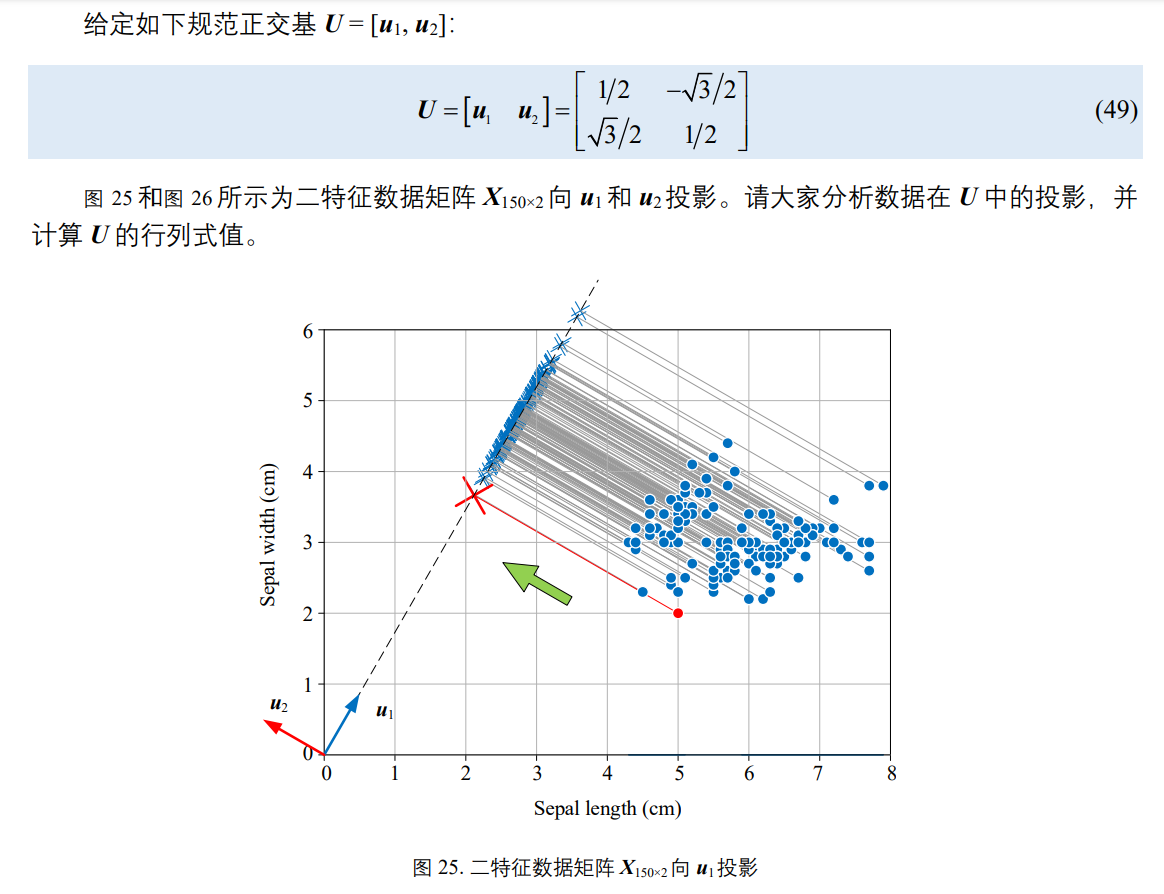 给定如下规范正交基 U = [u1, u2]:
U = [u1 u2] = [1/2 −√3/2; √3/2 1/2] (49)
图 25 和图 26 所示为二特征数据矩阵 X150×2 向 u1 和 u2 投影。请大家分析数据在 U 中的投影，并
计算 U 的行列式值。
6
5
4
3
2
1
0
Sepal width (cm)
u2
u1
0 1 2 3 4 5 6 7 8
Sepal length (cm)
图 25. 二特征数据矩阵 X150×2 向 u1 投影